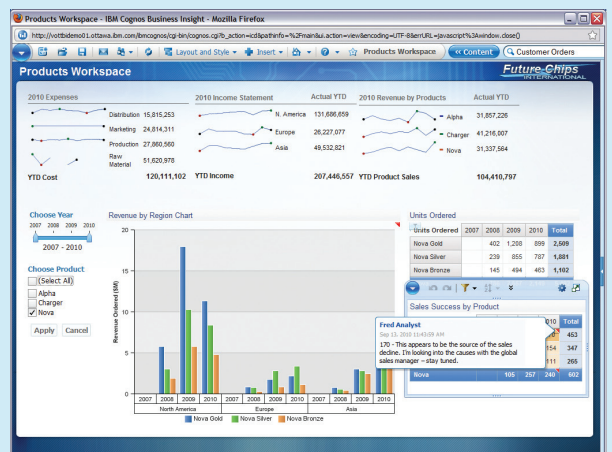 Products Workspace - IBM Cognos Business Insight - Mozilla Firefox
http://vottbidemo01.ottawa.ibm.com/ibmcognos/cgi-bin/cognos.cgi?b_action=icd&pathinfo=%2Fmain&ui.action=view&encoding=UTF-8&errURL=javascript%3Awindow.close()
Layout and Style Insert Products Workspace « Content Customer Orders
Products Workspace
Future-Chips
INTERNATIONAL
2010 Expenses
Distribution 15,815,253
Marketing 24,814,311
Production 27,860,560
Raw
Material 51,620,978
YTD Cost 120,111,102
2010 Income Statement Actual YTD
N. America 131,686,659
Europe 26,227,077
Asia 49,532,821
YTD Income 207,446,557
2010 Revenue by Products Actual YTD
Alpha 31,857,226
Charger 41,216,007
Nova 31,337,564
YTD Product Sales 104,410,797
Choose Year
2007 2008 2009 2010
2007 - 2010
Choose Product
(Select All)
Alpha
Charger
Nova
Apply Cancel
Revenue by Region Chart
Revenue Ordered ($M)
20
15
10
5
0
2007 2008 2009 2010 2007 2008 2009 2010 2007 2008 2009 2010
North America Europe Asia
Nova Gold Nova Silver Nova Bronze
Units Ordered
Units Ordered 2007 2008 2009 2010 Total
Nova Gold 402 1,208 899 2,509
Nova Silver 239 855 787 1,881
Nova Bronze 145 494 463 1,102
Sales Success by Product
Fred Analyst
Sep 13, 2010 11:43:59 AM
170 - This appears to be the source of the sales
decline. I'm looking into the causes with the global
sales manager – stay tuned.
Total
463
154 347
111 265
Nova 105 257 240 602